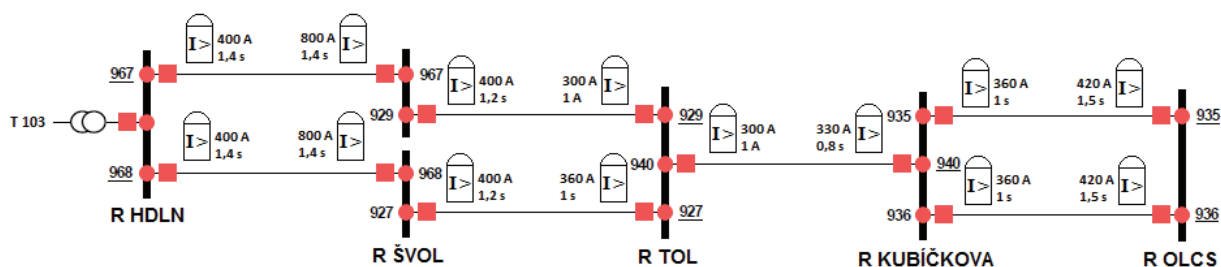 400 A
1,4 s
I>
800 A
1,4 s
I>
967
967
400 A
1,2 s
I>
300 A
1 A
I>
360 A
1 s
I>
420 A
1,5 s
I>
929
929
935
935
T 103
400 A
1,4 s
I>
800 A
1,4 s
I>
300 A
1 A
I>
330 A
0,8 s
I>
940
940
968
968
400 A
1,2 s
I>
360 A
1 s
I>
360 A
1 s
I>
420 A
1,5 s
I>
927
927
936
936
R HDLN
R ŠVOL
R TOL
R KUBÍČKOVA
R OLCS